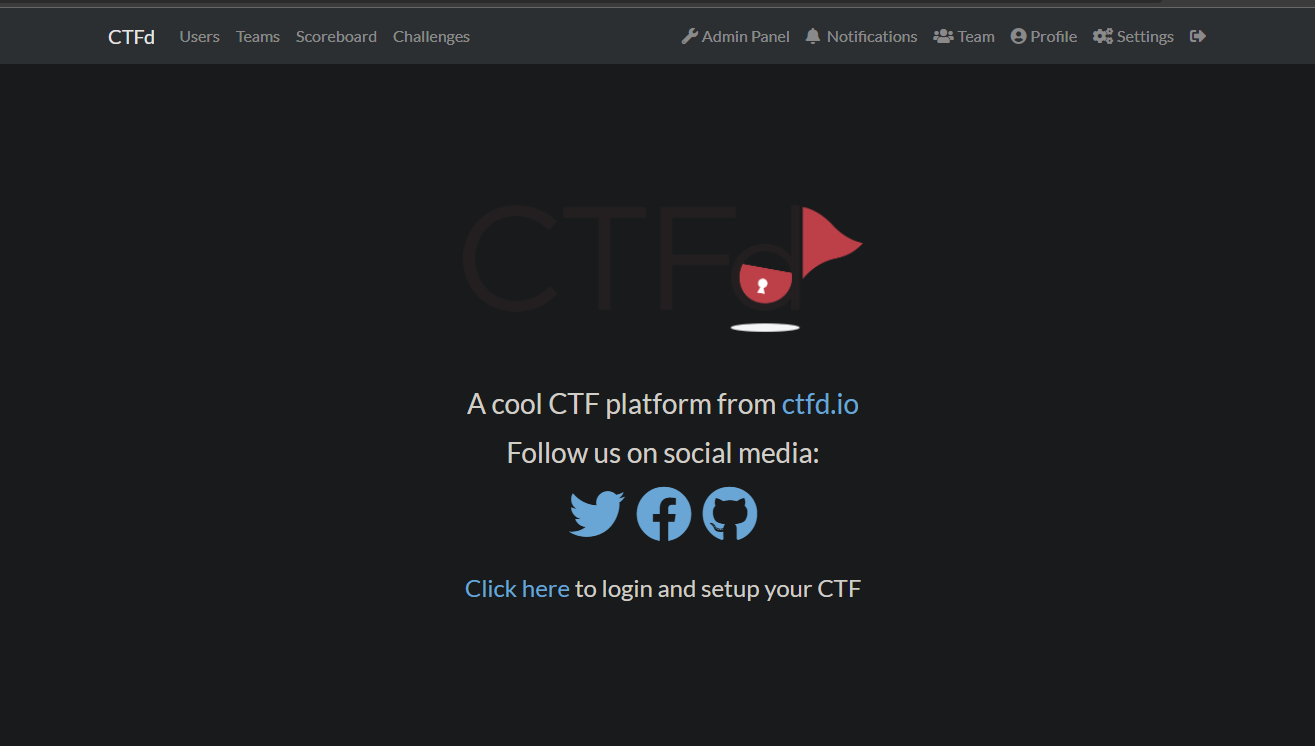 CTFd Users Teams Scoreboard Challenges Admin Panel Notifications Team Profile Settings
CTFd
A cool CTF platform from ctfd.io
Follow us on social media:
Click here to login and setup your CTF